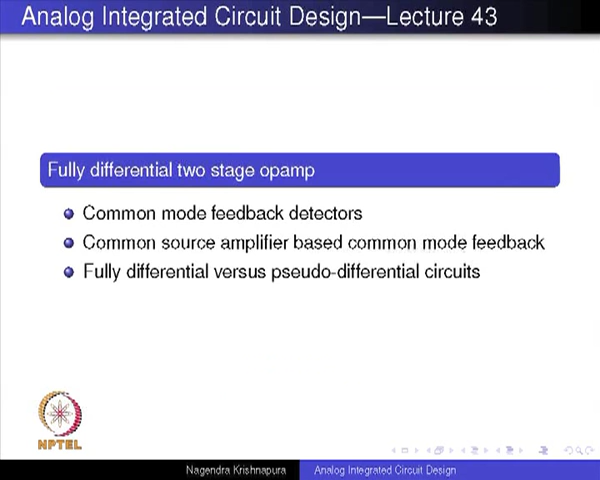 Analog Integrated Circuit Design—Lecture 43
Fully differential two stage opamp
Common mode feedback detectors
Common source amplifier based common mode feedback
Fully differential versus pseudo-differential circuits
NPTEL
Nagendra Krishnapura Analog Integrated Circuit Design